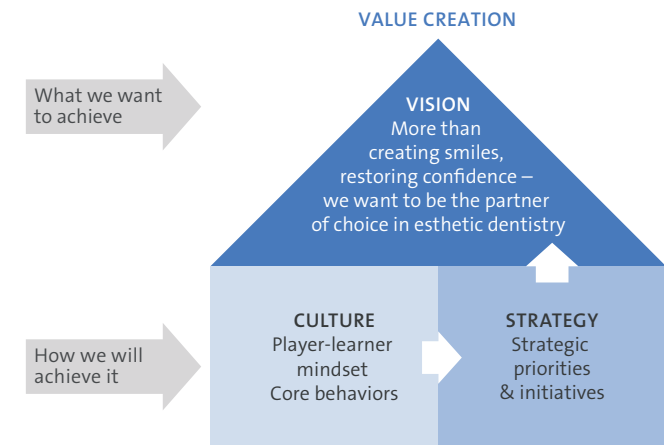 VALUE CREATION
What we want
to achieve
VISION
More than
creating smiles,
restoring confidence –
we want to be the partner
of choice in esthetic dentistry
How we will
achieve it
CULTURE
Player-learner
mindset
Core behaviors
STRATEGY
Strategic
priorities
& initiatives